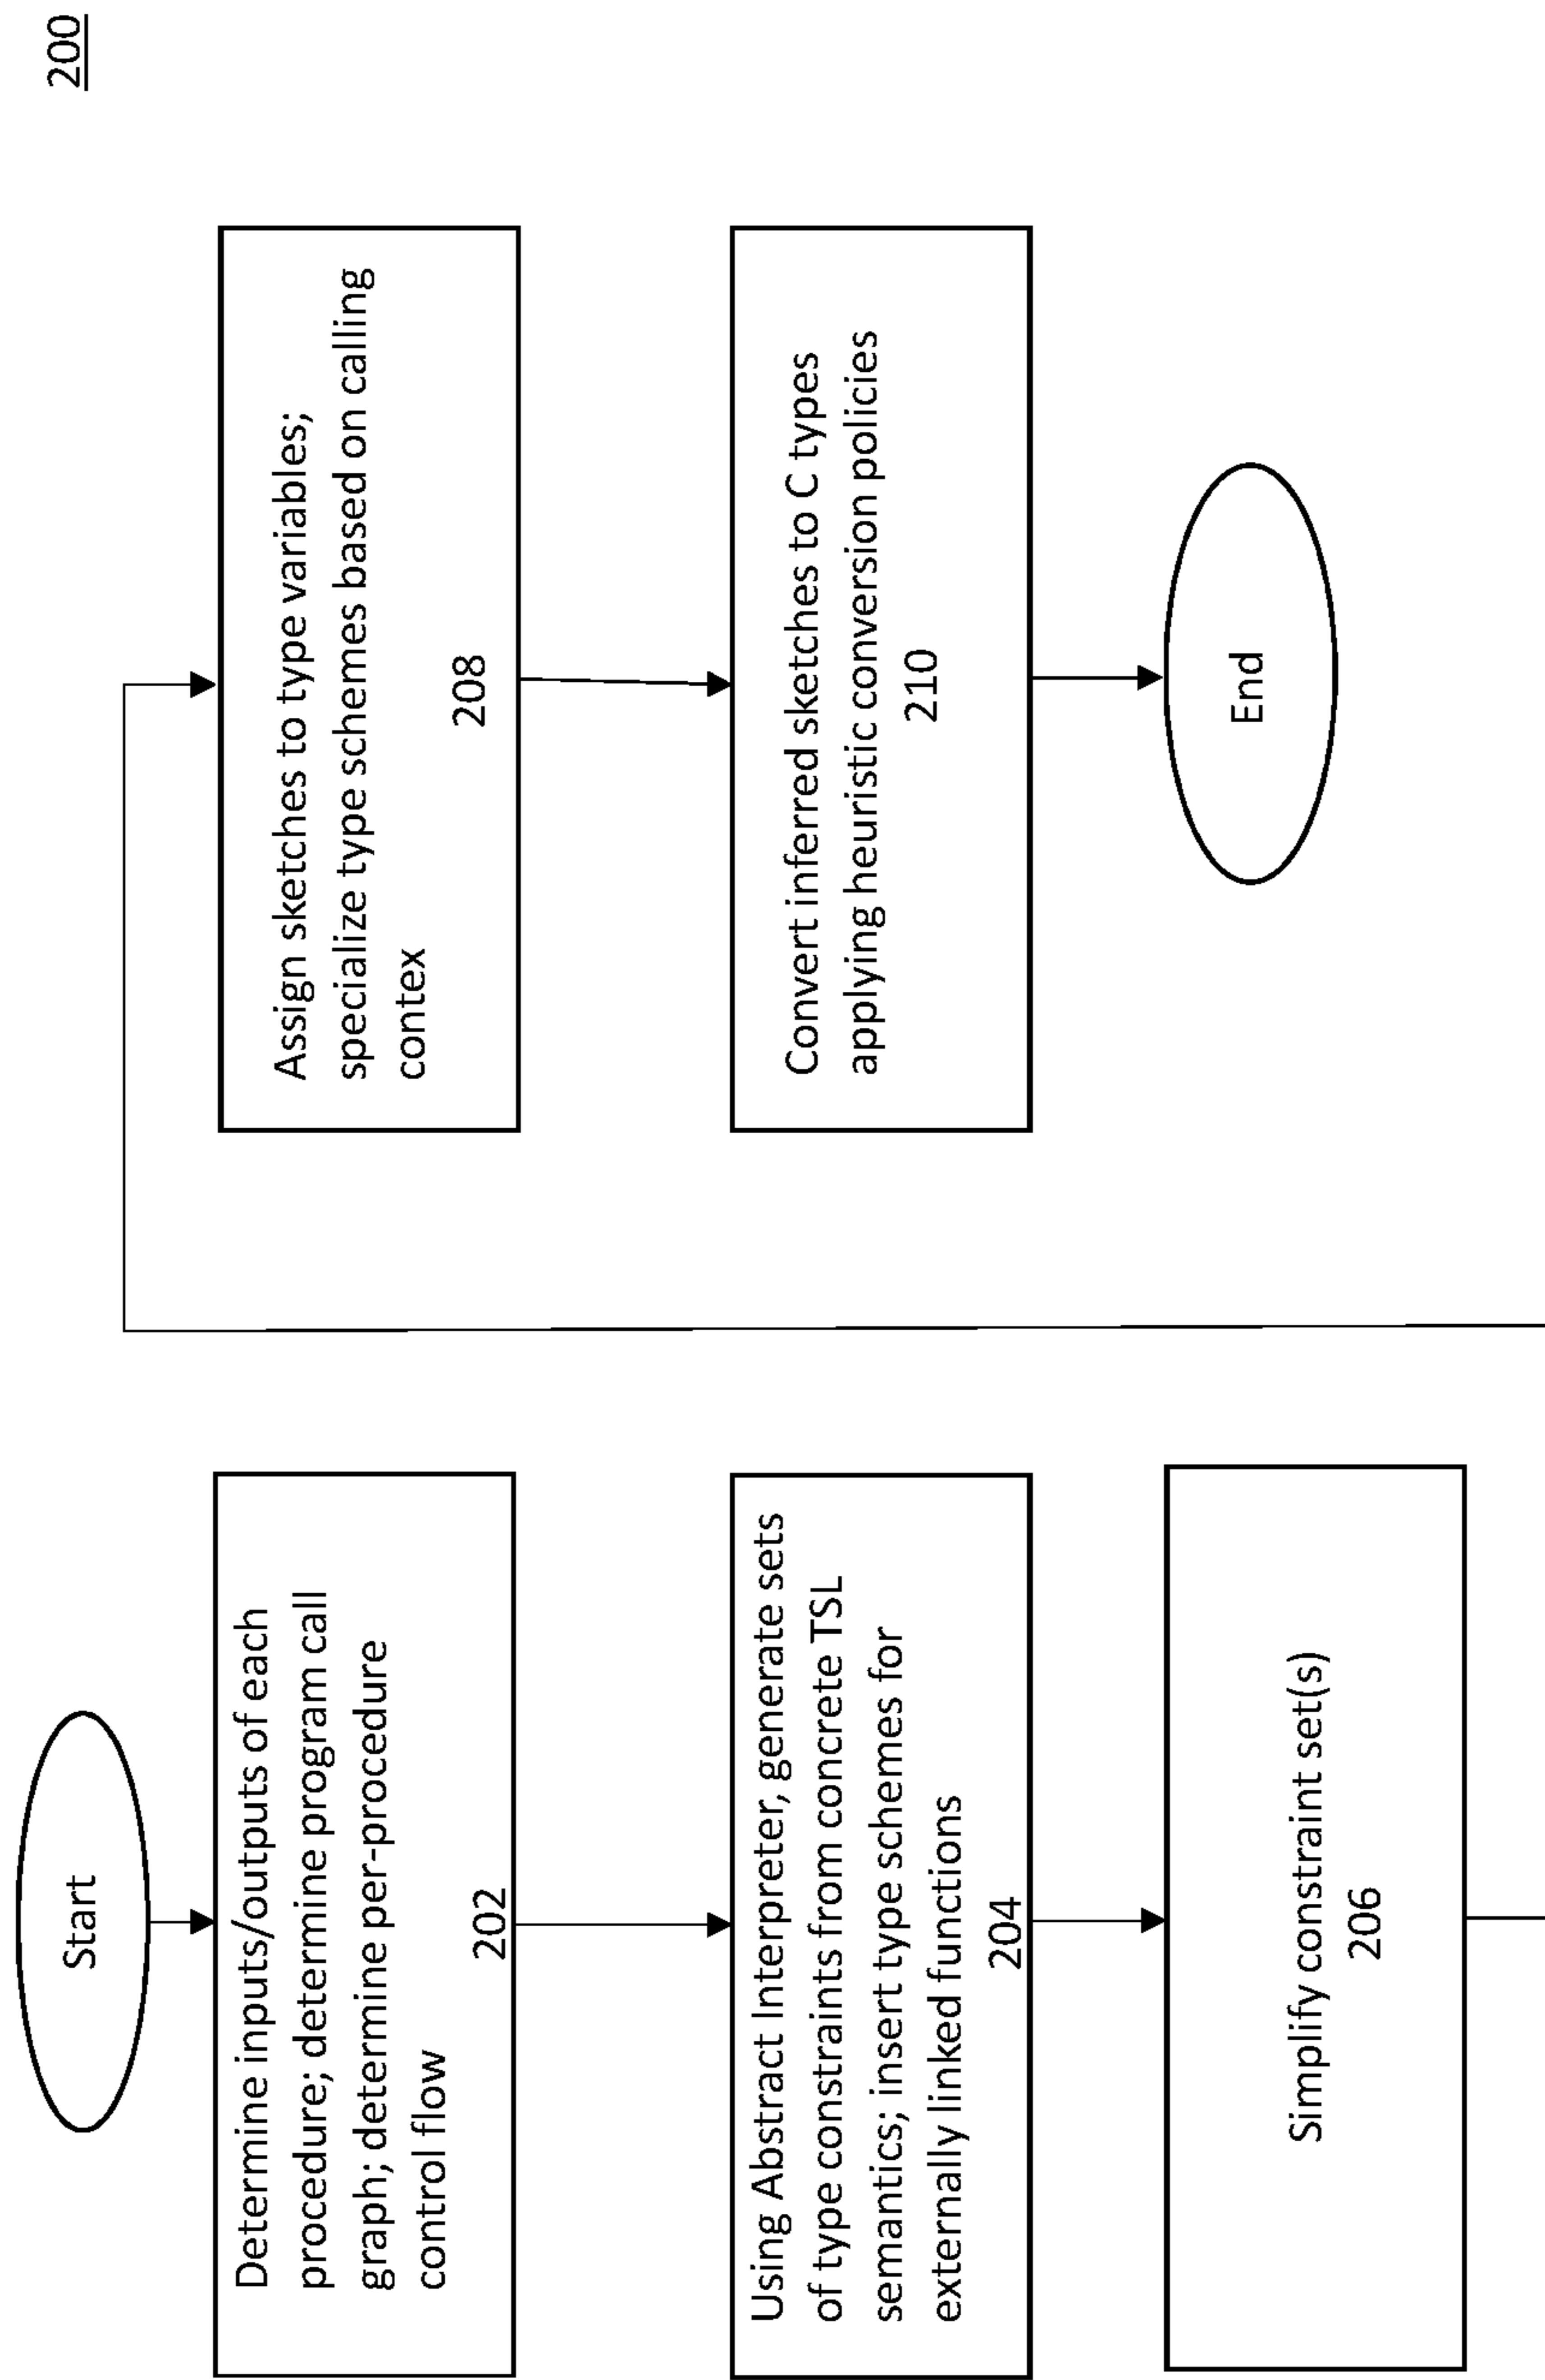 200
Start
Determine inputs/outputs of each
procedure; determine program call
graph; determine per-procedure
control flow
202
Using Abstract Interpreter, generate sets
of type constraints from concrete TSL
semantics; insert type schemes for
externally linked functions
204
Simplify constraint set(s)
206
Assign sketches to type variables;
specialize type schemes based on calling
contex
208
Convert inferred sketches to C types
applying heuristic conversion policies
210
End